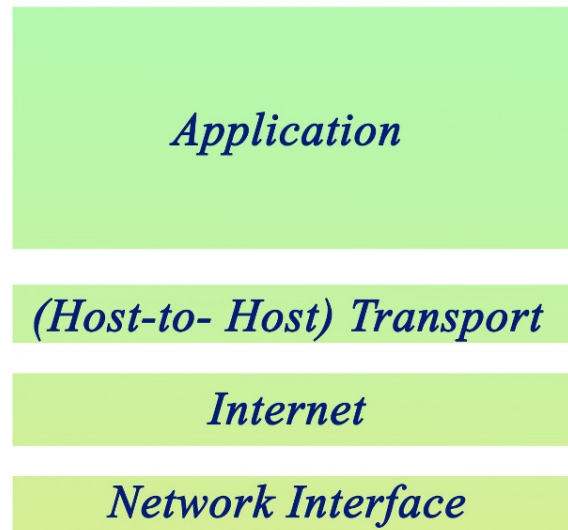 Application
(Host-to- Host) Transport
Internet
Network Interface